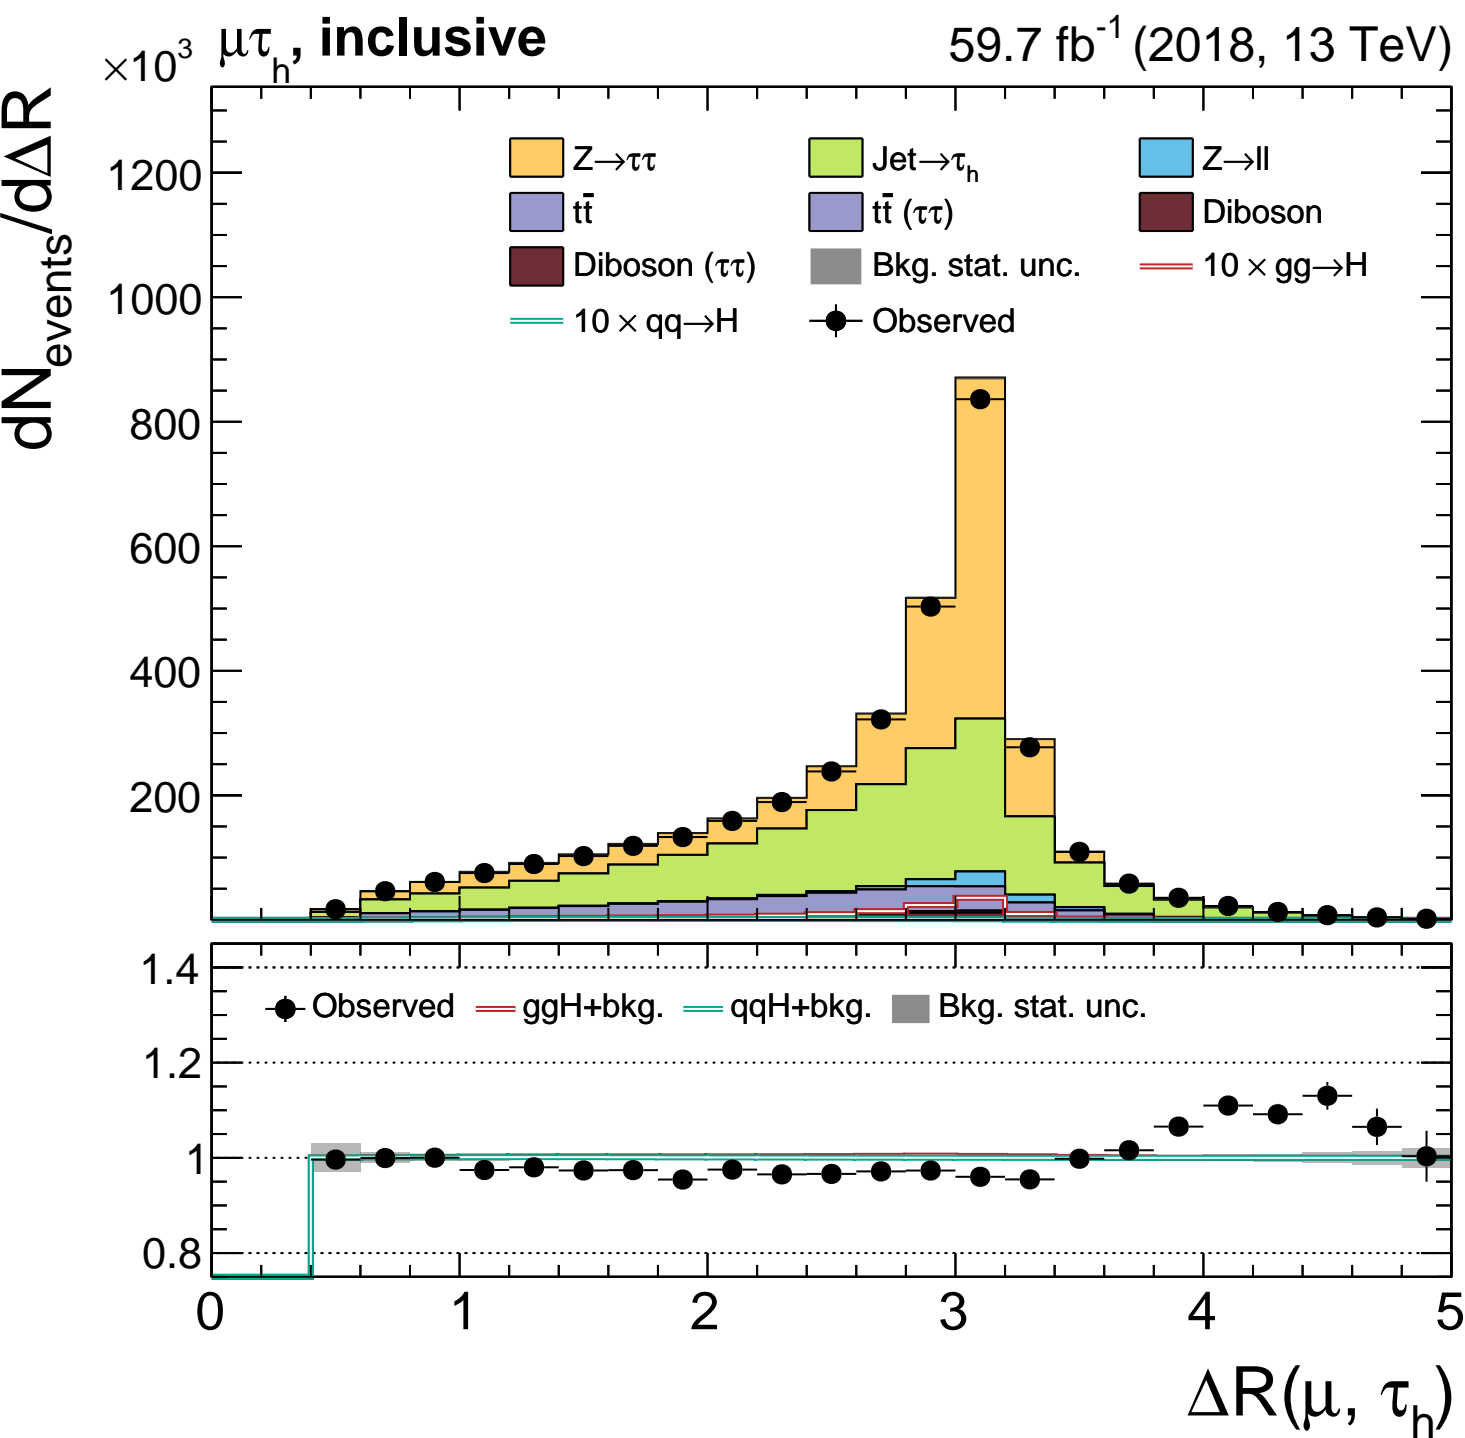 ×10³ μτₕ, inclusive 59.7 fb⁻¹ (2018, 13 TeV)
dN_events/dΔR
1200
1000
800
600
400
200
Z→ττ Jet→τₕ Z→ll
tt̄ tt̄ (ττ) Diboson
Diboson (ττ) Bkg. stat. unc. 10 × gg→H
10 × qq→H Observed
1.4
1.2
1
0.8
Observed ggH+bkg. qqH+bkg. Bkg. stat. unc.
0 1 2 3 4 5
ΔR(μ, τₕ)